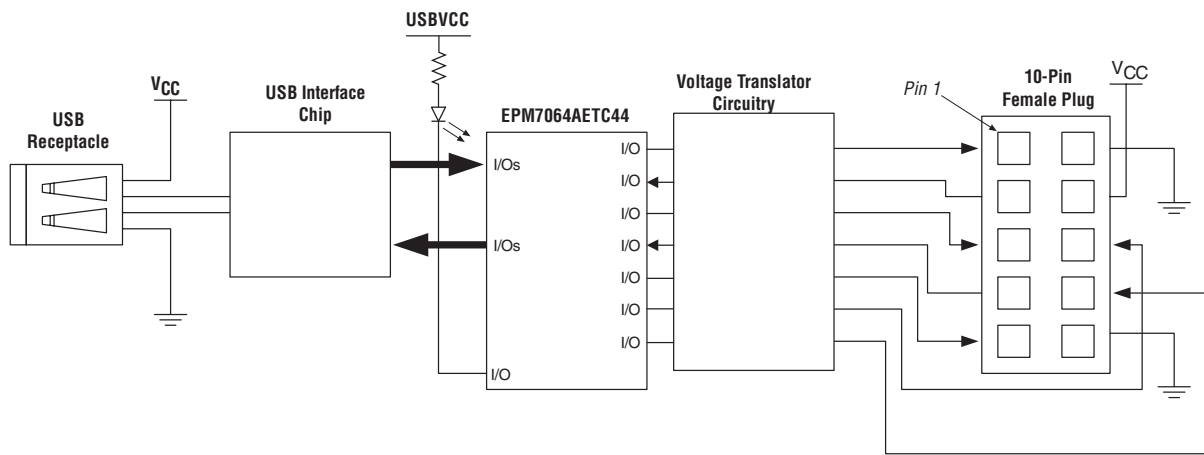 USBVCC
VCC
USB
Receptacle
USB Interface
Chip
EPM7064AETC44
I/Os
I/Os
I/O
I/O
I/O
I/O
I/O
I/O
I/O
I/O
Voltage Translator
Circuitry
Pin 1
10-Pin
Female Plug
VCC